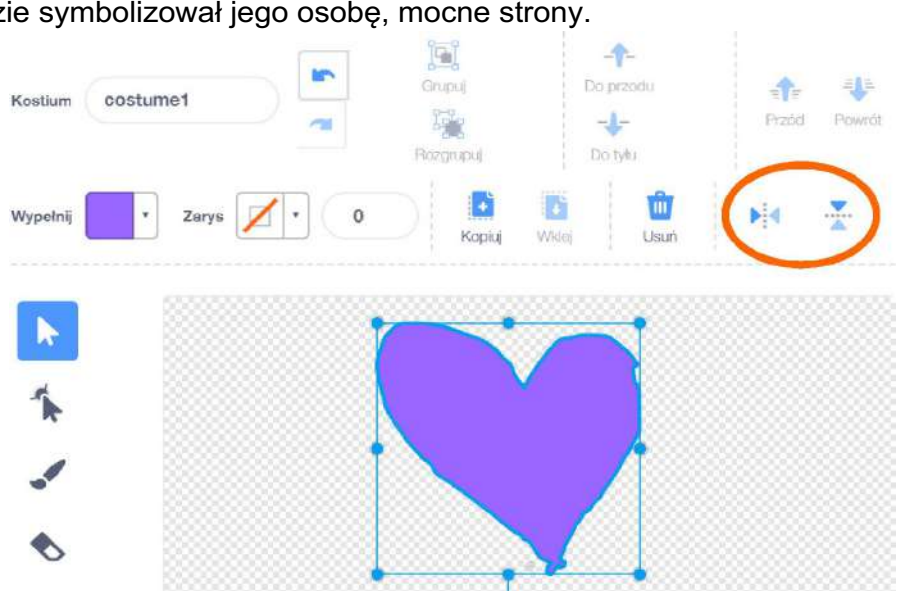 zie symbolizował jego osobę, mocne strony.
Kostium costume1
Grupuj
Rozgrupuj
Do przodu
Do tyłu
Przód Powrót
Wypełnij Zarys 0 Kopiuj Wklej Usuń